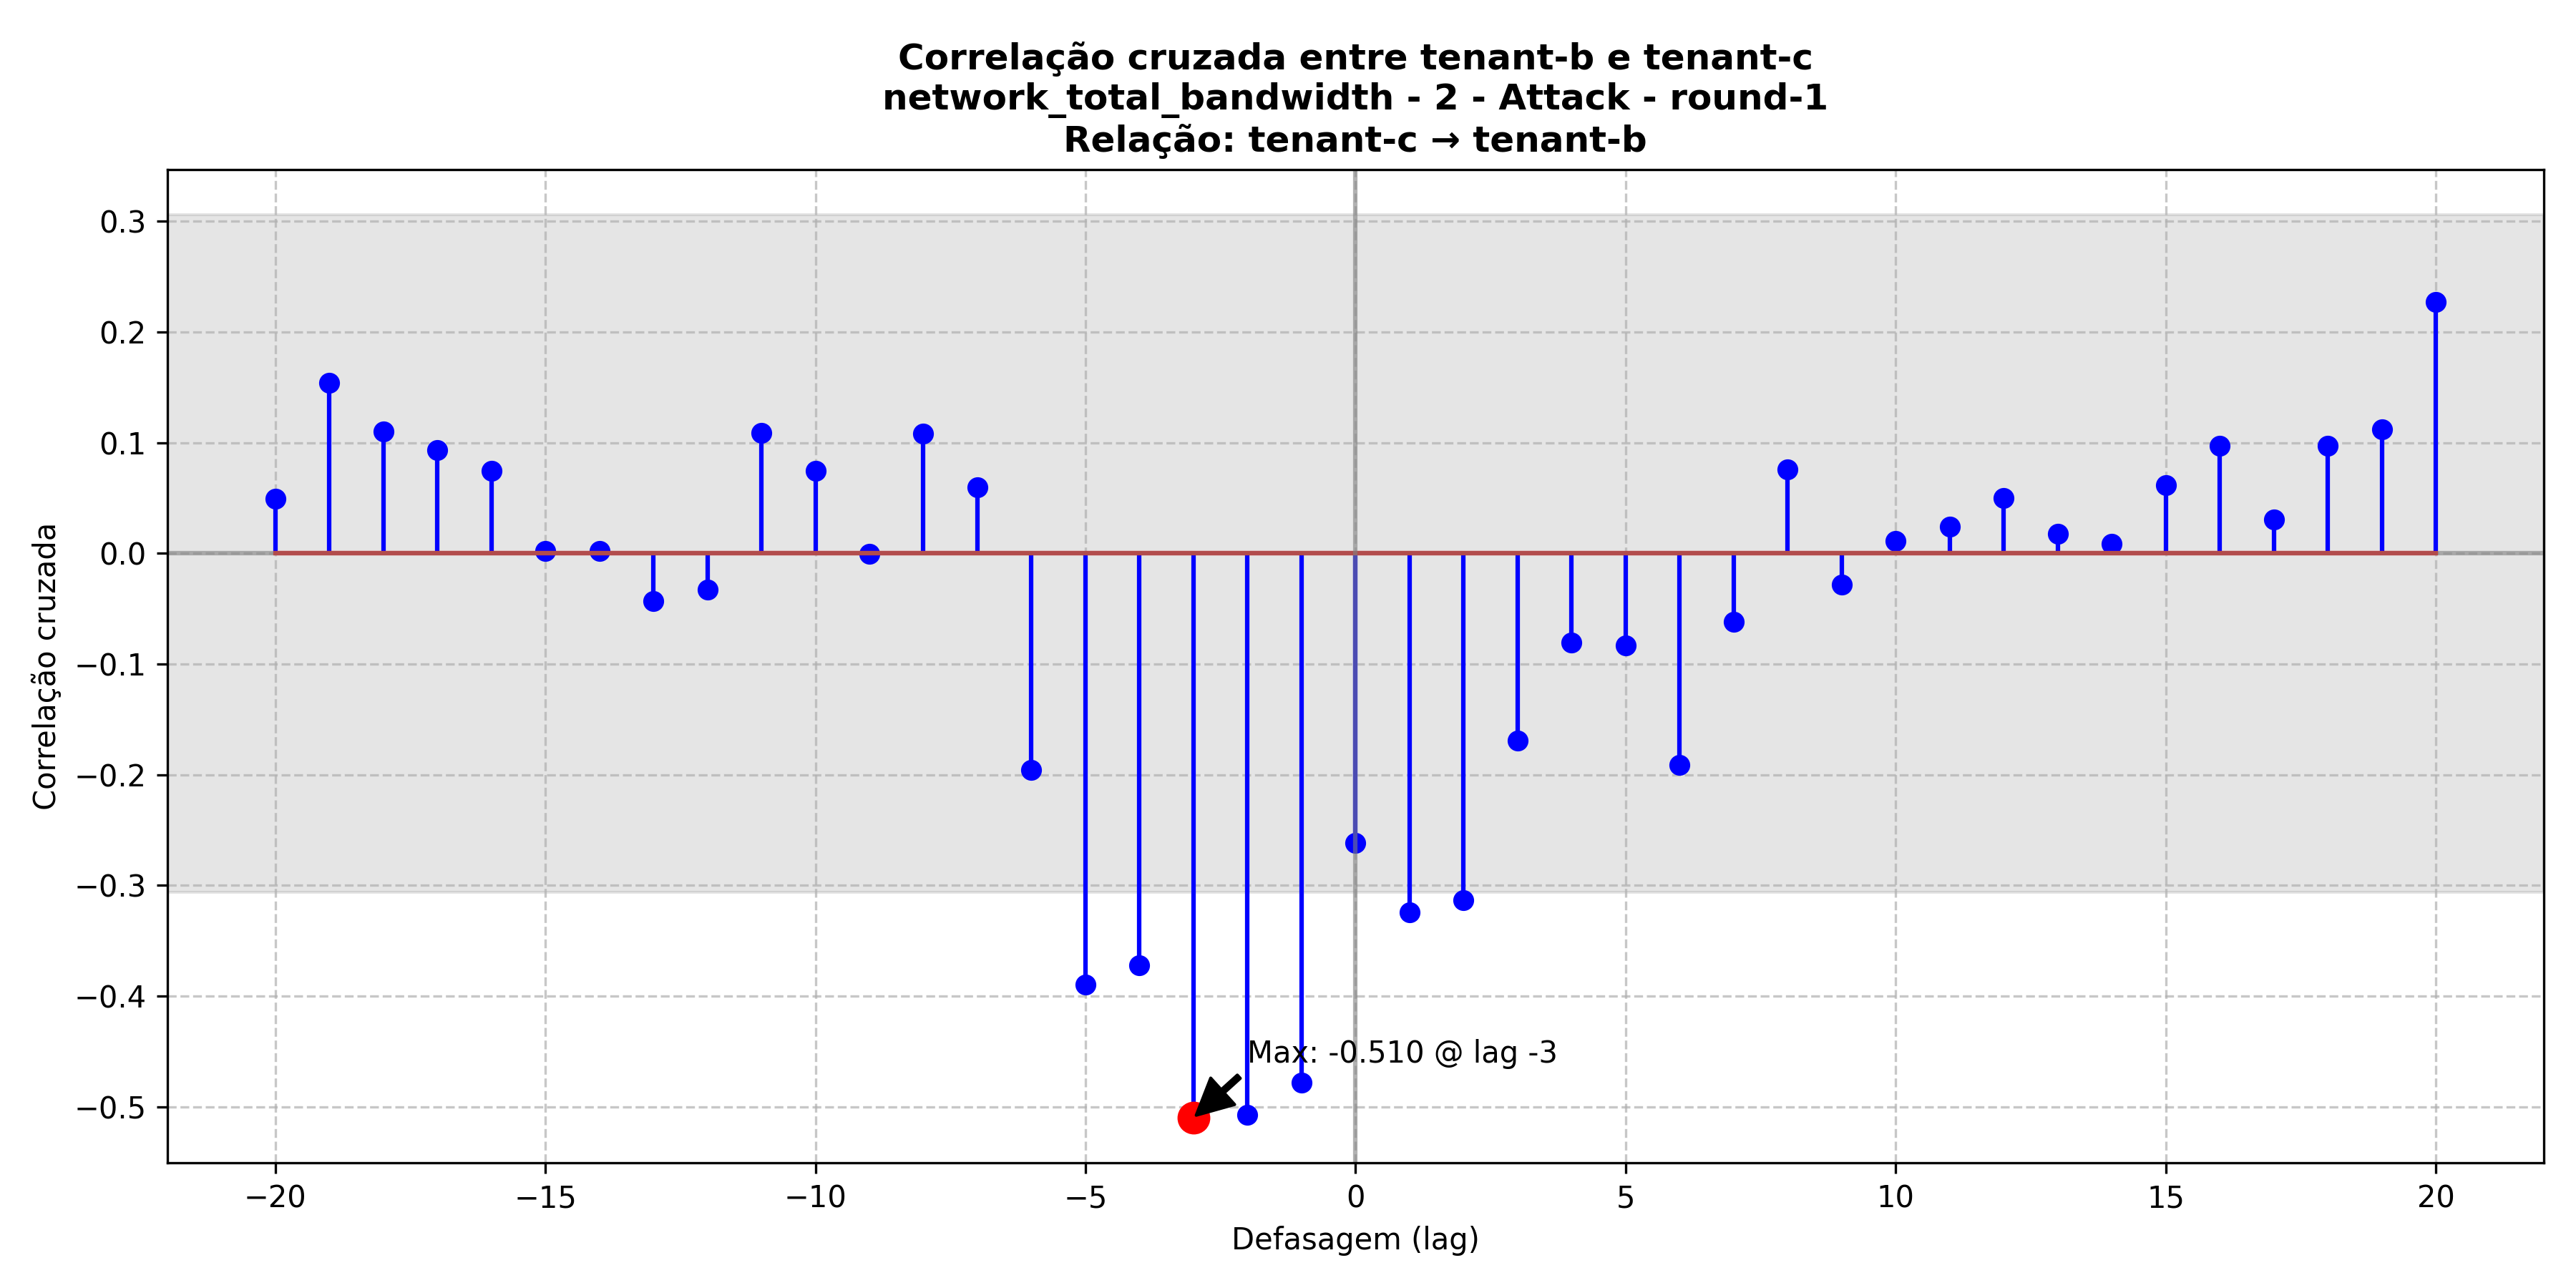 Correlação cruzada entre tenant-b e tenant-c
network_total_bandwidth - 2 - Attack - round-1
Relação: tenant-c → tenant-b
Correlação cruzada
0.3
0.2
0.1
0.0
−0.1
−0.2
−0.3
−0.4
−0.5
Max: -0.510 @ lag -3
−20 −15 −10 −5 0 5 10 15 20
Defasagem (lag)